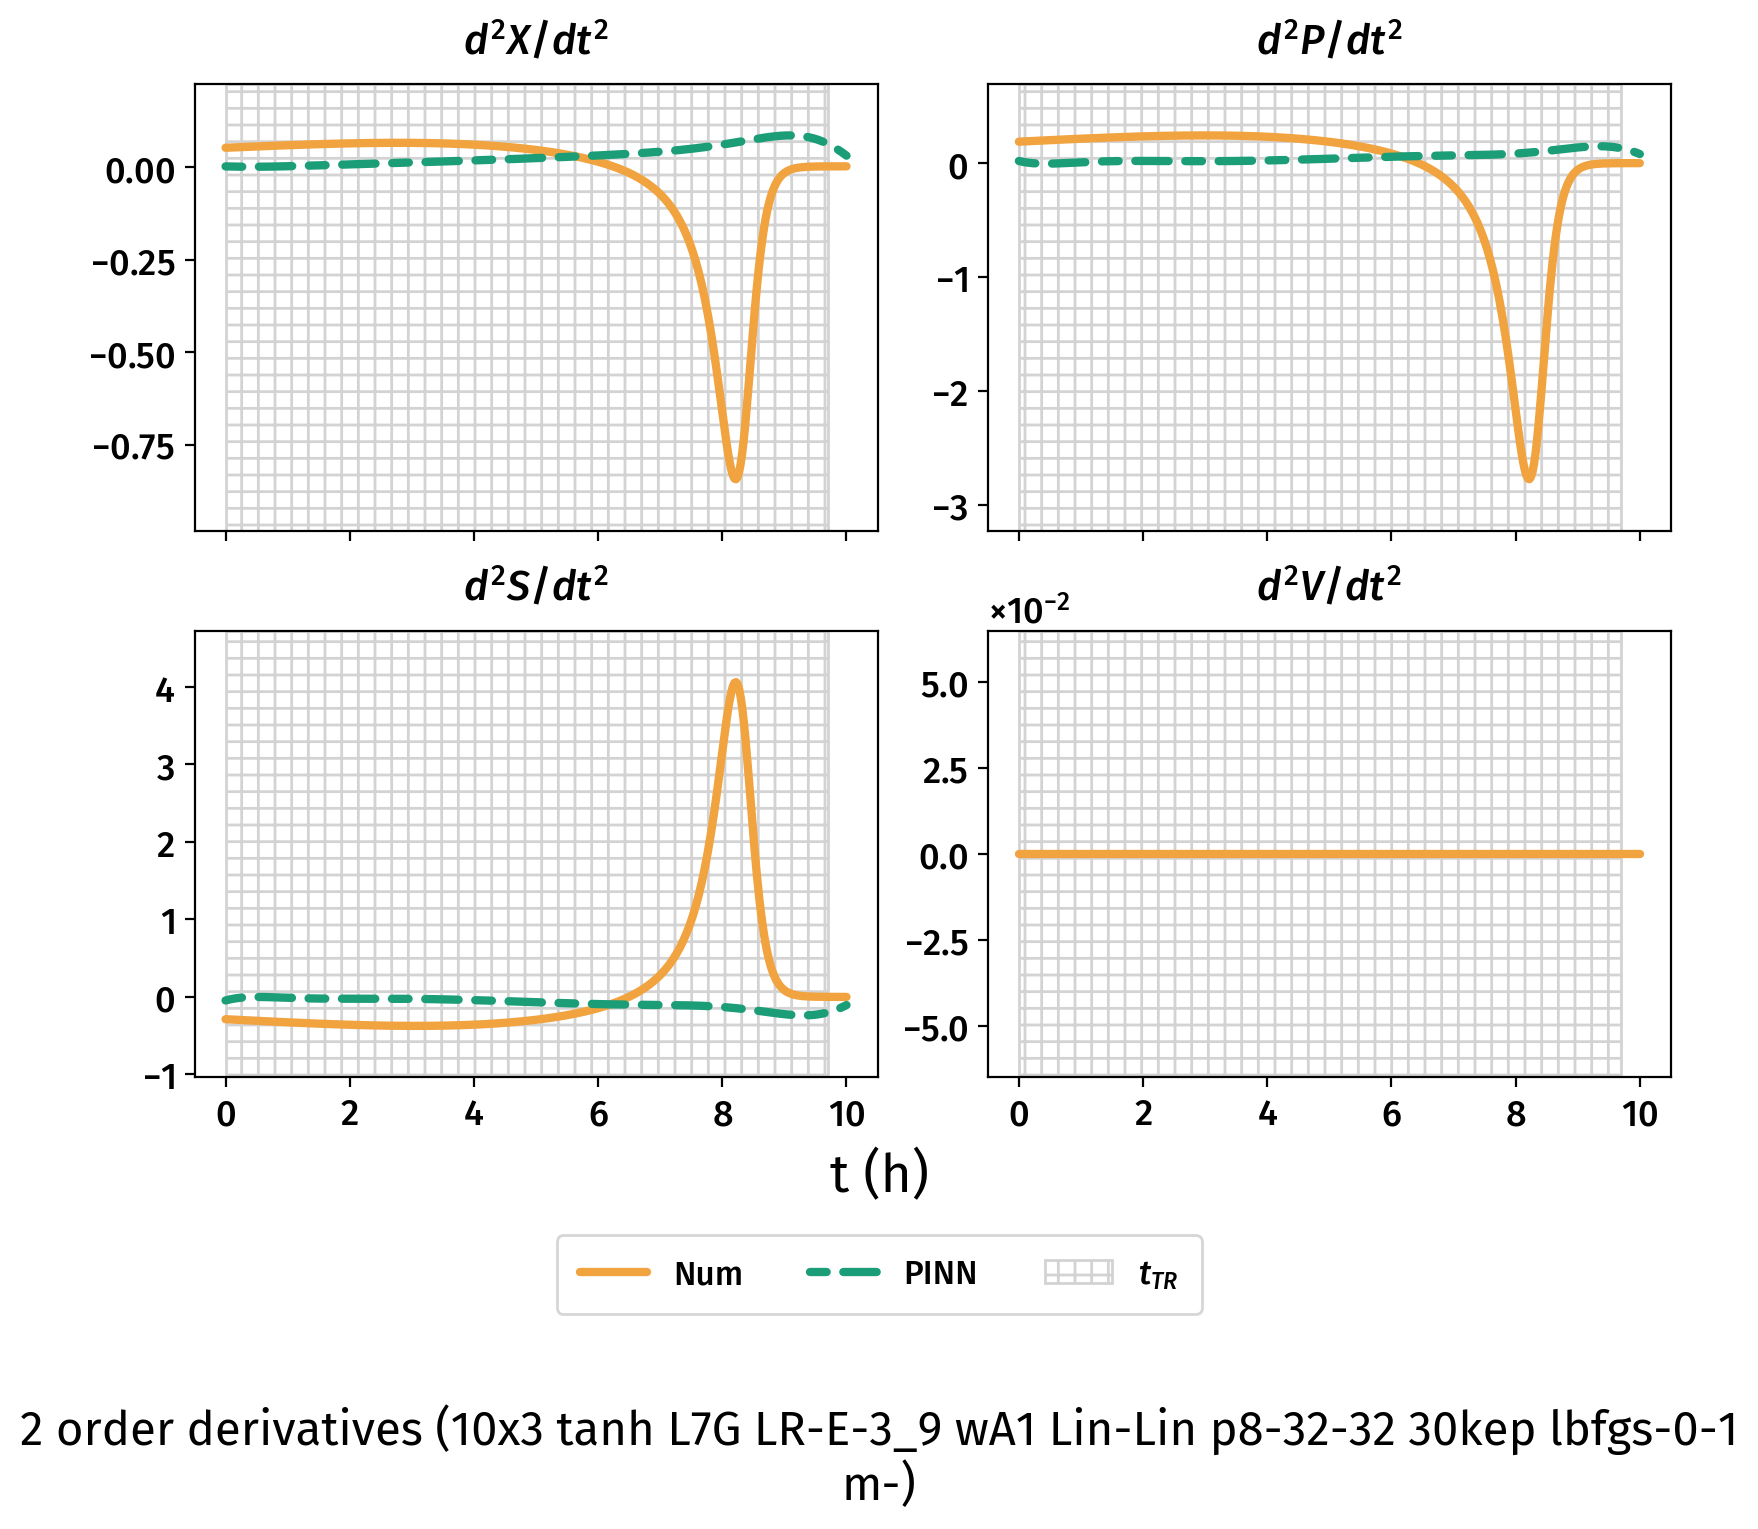 d²X/dt²
d²P/dt²
0.00
−0.25
−0.50
−0.75
0
−1
−2
−3
d²S/dt²
d²V/dt²
×10⁻²
4
3
2
1
0
−1
5.0
2.5
0.0
−2.5
−5.0
0 2 4 6 8 10
0 2 4 6 8 10
t (h)
Num PINN t_TR
2 order derivatives (10x3 tanh L7G LR-E-3_9 wA1 Lin-Lin p8-32-32 30kep lbfgs-0-1
m-)